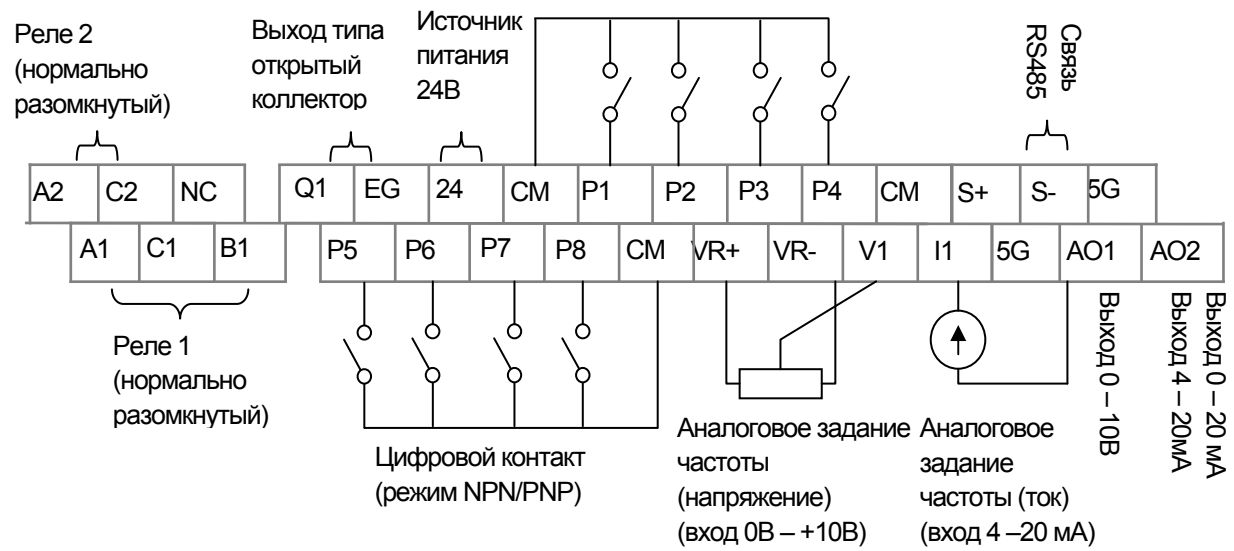 Реле 2
(нормально
разомкнутый)
Выход типа
открытый
коллектор
Источник
питания
24В
Связь
RS485
A2 C2 NC Q1 EG 24 CM P1 P2 P3 P4 CM S+ S- 5G
A1 C1 B1 P5 P6 P7 P8 CM VR+ VR- V1 I1 5G AO1 AO2
Реле 1
(нормально
разомкнутый)
Цифровой контакт
(режим NPN/PNP)
Аналоговое задание
частоты
(напряжение)
(вход 0В – +10В)
Аналоговое
задание
частоты (ток)
(вход 4 –20 мА)
Выход 0 – 10В
Выход 0 – 20 мА
Выход 4 – 20мА